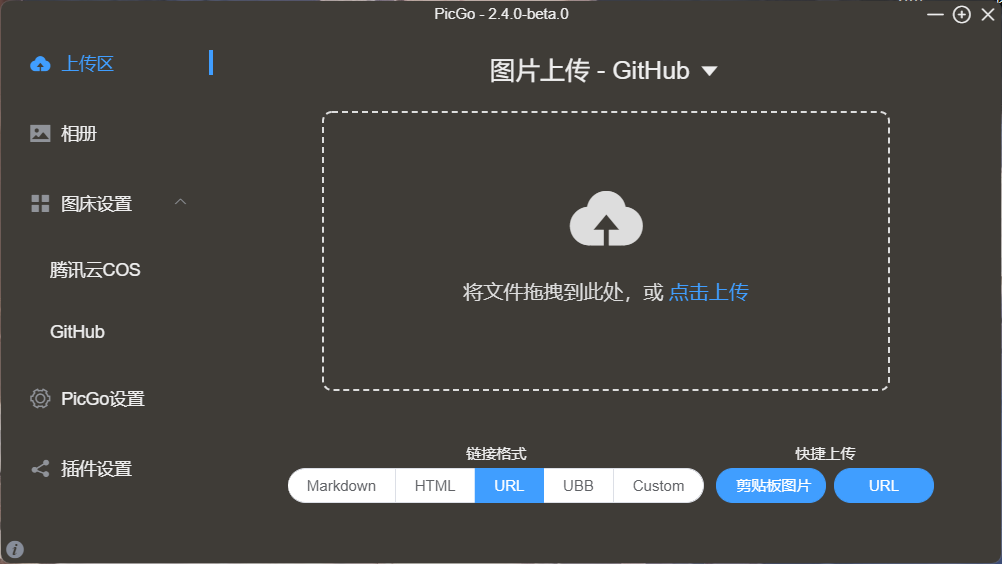 PicGo - 2.4.0-beta.0
上传区
相册
图床设置
腾讯云COS
GitHub
PicGo设置
插件设置
图片上传 - GitHub
将文件拖拽到此处，或 点击上传
链接格式
Markdown HTML URL UBB Custom
快捷上传
剪贴板图片 URL